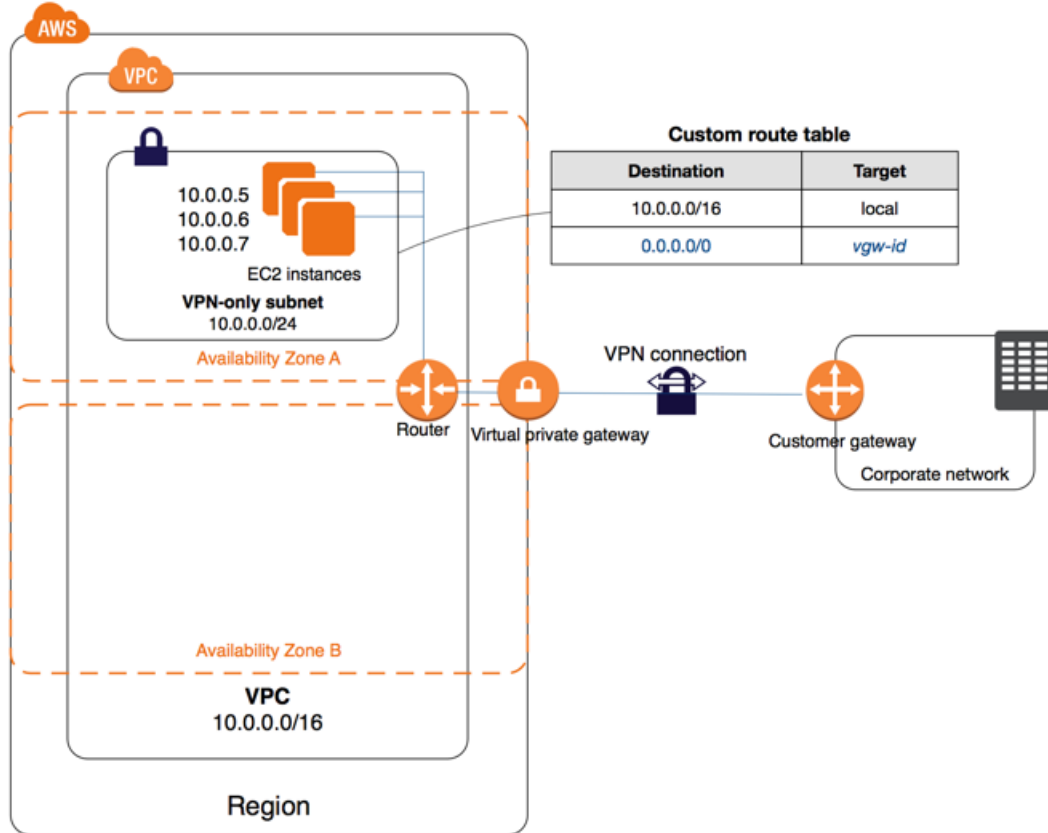 AWS
VPC
10.0.0.5
10.0.0.6
10.0.0.7
EC2 instances
VPN-only subnet
10.0.0.0/24
Availability Zone A
Custom route table
Destination Target
10.0.0.0/16 local
0.0.0.0/0 vgw-id
VPN connection
Router
Virtual private gateway
Customer gateway
Corporate network
Availability Zone B
VPC
10.0.0.0/16
Region